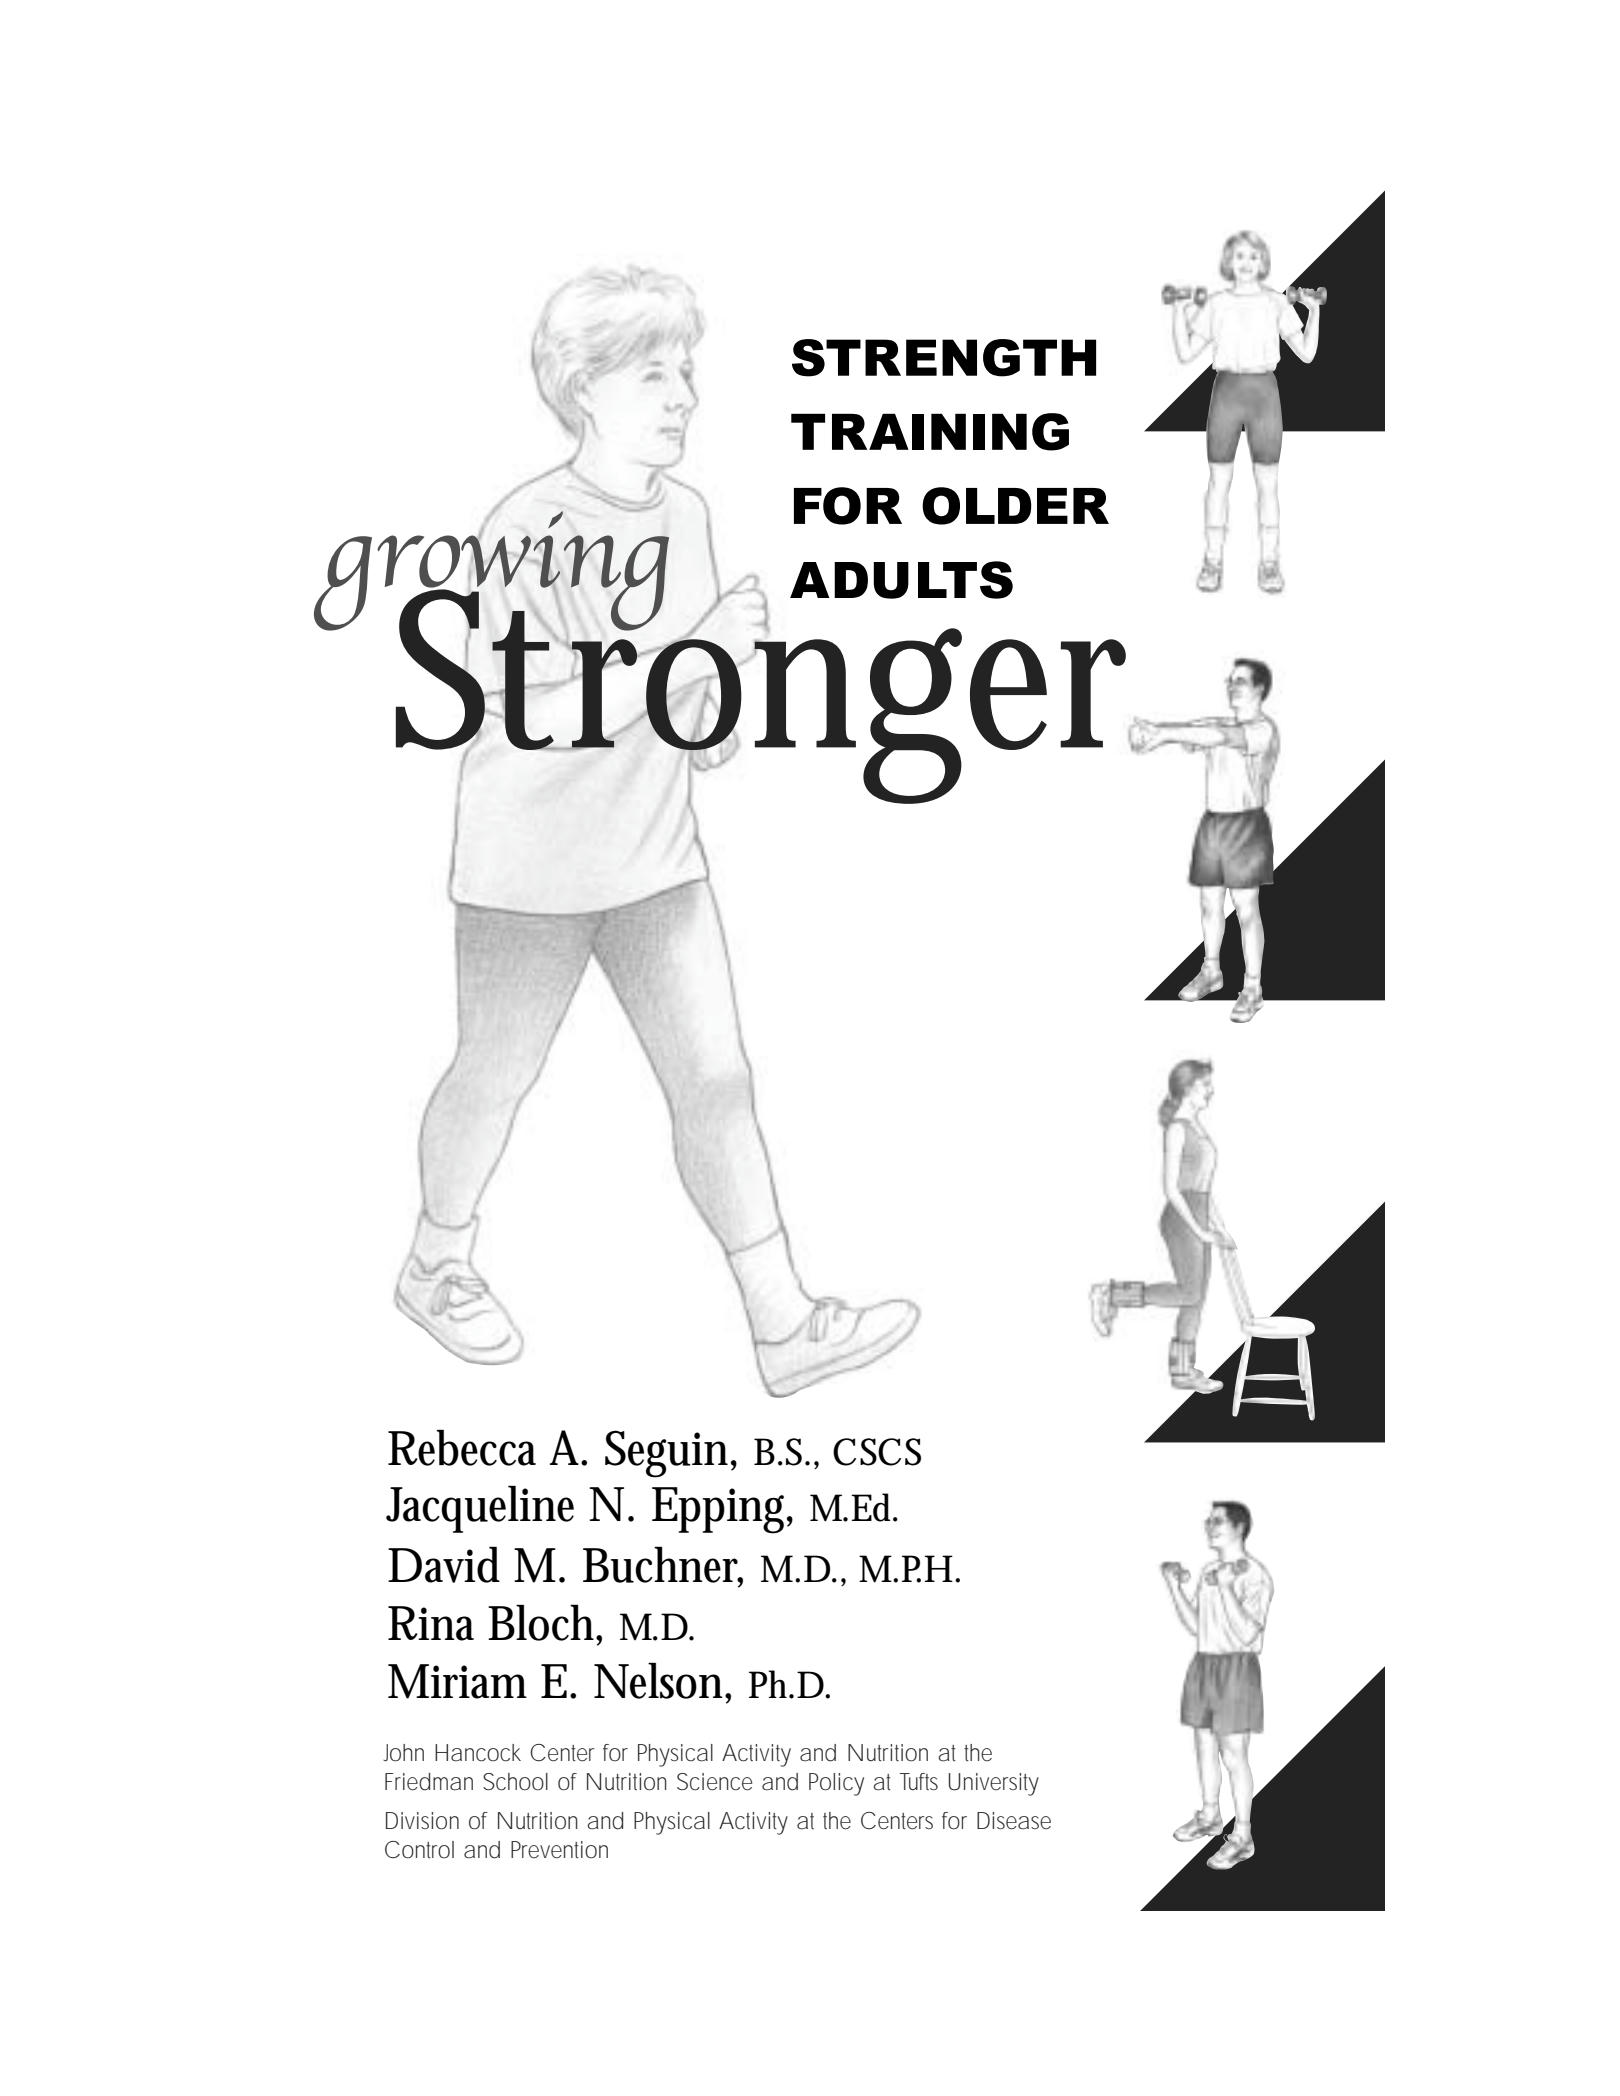 STRENGTH
TRAINING
FOR OLDER
ADULTS
growing
Stronger
Rebecca A. Seguin, B.S., CSCS
Jacqueline N. Epping, M.Ed.
David M. Buchner, M.D., M.P.H.
Rina Bloch, M.D.
Miriam E. Nelson, Ph.D.
John Hancock Center for Physical Activity and Nutrition at the
Friedman School of Nutrition Science and Policy at Tufts University
Division of Nutrition and Physical Activity at the Centers for Disease
Control and Prevention